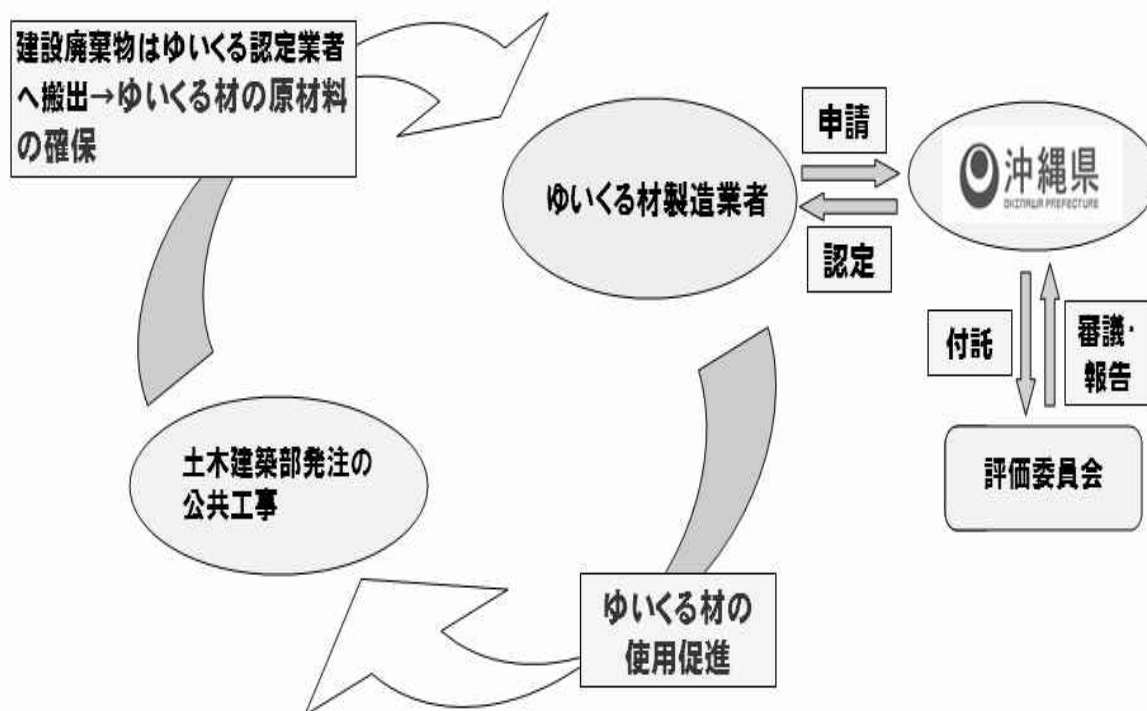 建設廃棄物はゆいくる認定業者
へ搬出→ゆいくる材の原材料
の確保
ゆいくる材製造業者
申請
認定
沖縄県
OKINAWA PREFECTURE
付託
審議・
報告
評価委員会
土木建築部発注の
公共工事
ゆいくる材の
使用促進